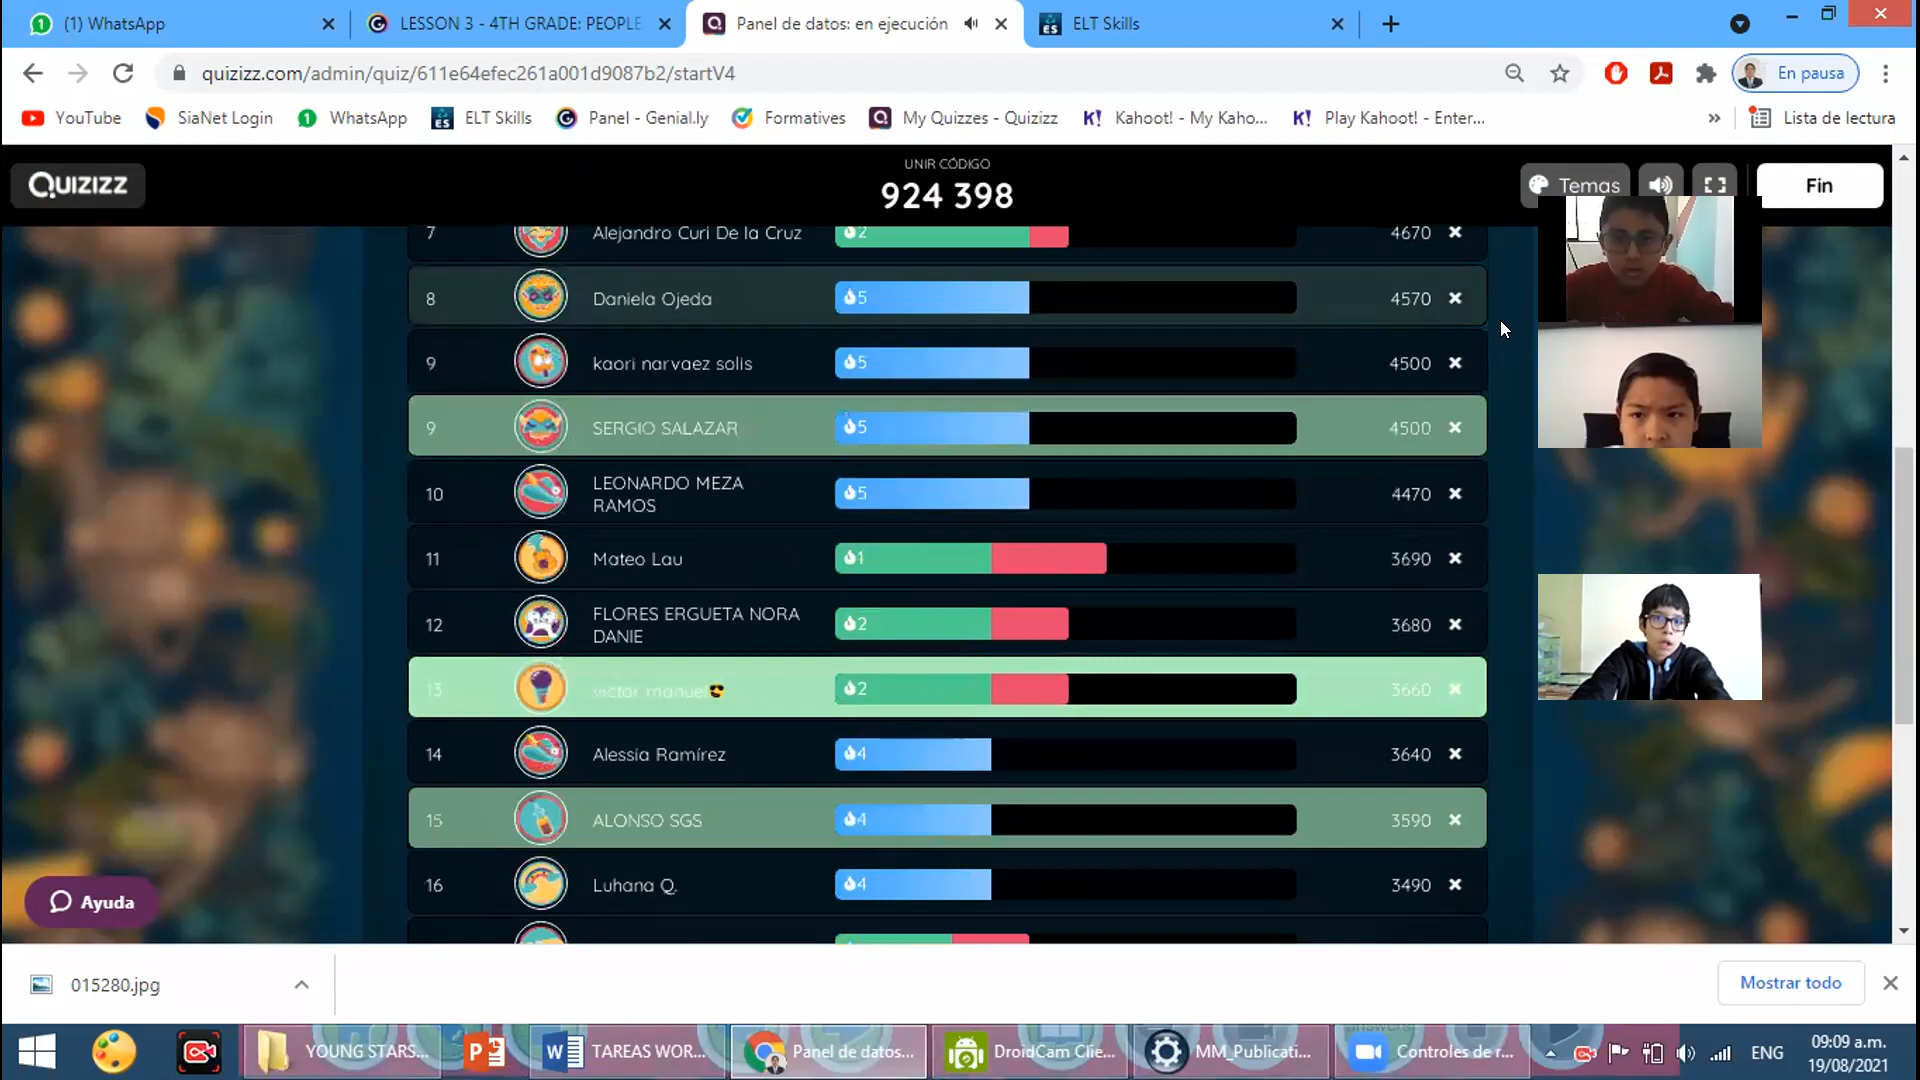 (1) WhatsApp
LESSON 3 - 4TH GRADE: PEOPLE
Panel de datos: en ejecución
ELT Skills
quizizz.com/admin/quiz/611e64efec261a001d9087b2/startV4
En pausa
YouTube
SiaNet Login
WhatsApp
ELT Skills
Panel - Genial.ly
Formatives
My Quizzes - Quizizz
Kahoot! - My Kaho...
Play Kahoot! - Enter...
Lista de lectura
QUIZIZZ
UNIR CÓDIGO
924 398
Temas
Fin
7 Alejandro Curi De la Cruz 2 4670
8 Daniela Ojeda 5 4570
9 kaori narvaez solis 5 4500
9 SERGIO SALAZAR 5 4500
10 LEONARDO MEZA RAMOS 5 4470
11 Mateo Lau 1 3690
12 FLORES ERGUETA NORA DANIE 2 3680
13 victor manuel😎 2 3660
14 Alessia Ramírez 4 3640
15 ALONSO SGS 4 3590
16 Luhana Q. 4 3490
Ayuda
015280.jpg
Mostrar todo
YOUNG STARS...
TAREAS WOR...
Panel de datos...
DroidCam Clie...
MM_Publicati...
Controles de r...
ENG
09:09 a.m.
19/08/2021